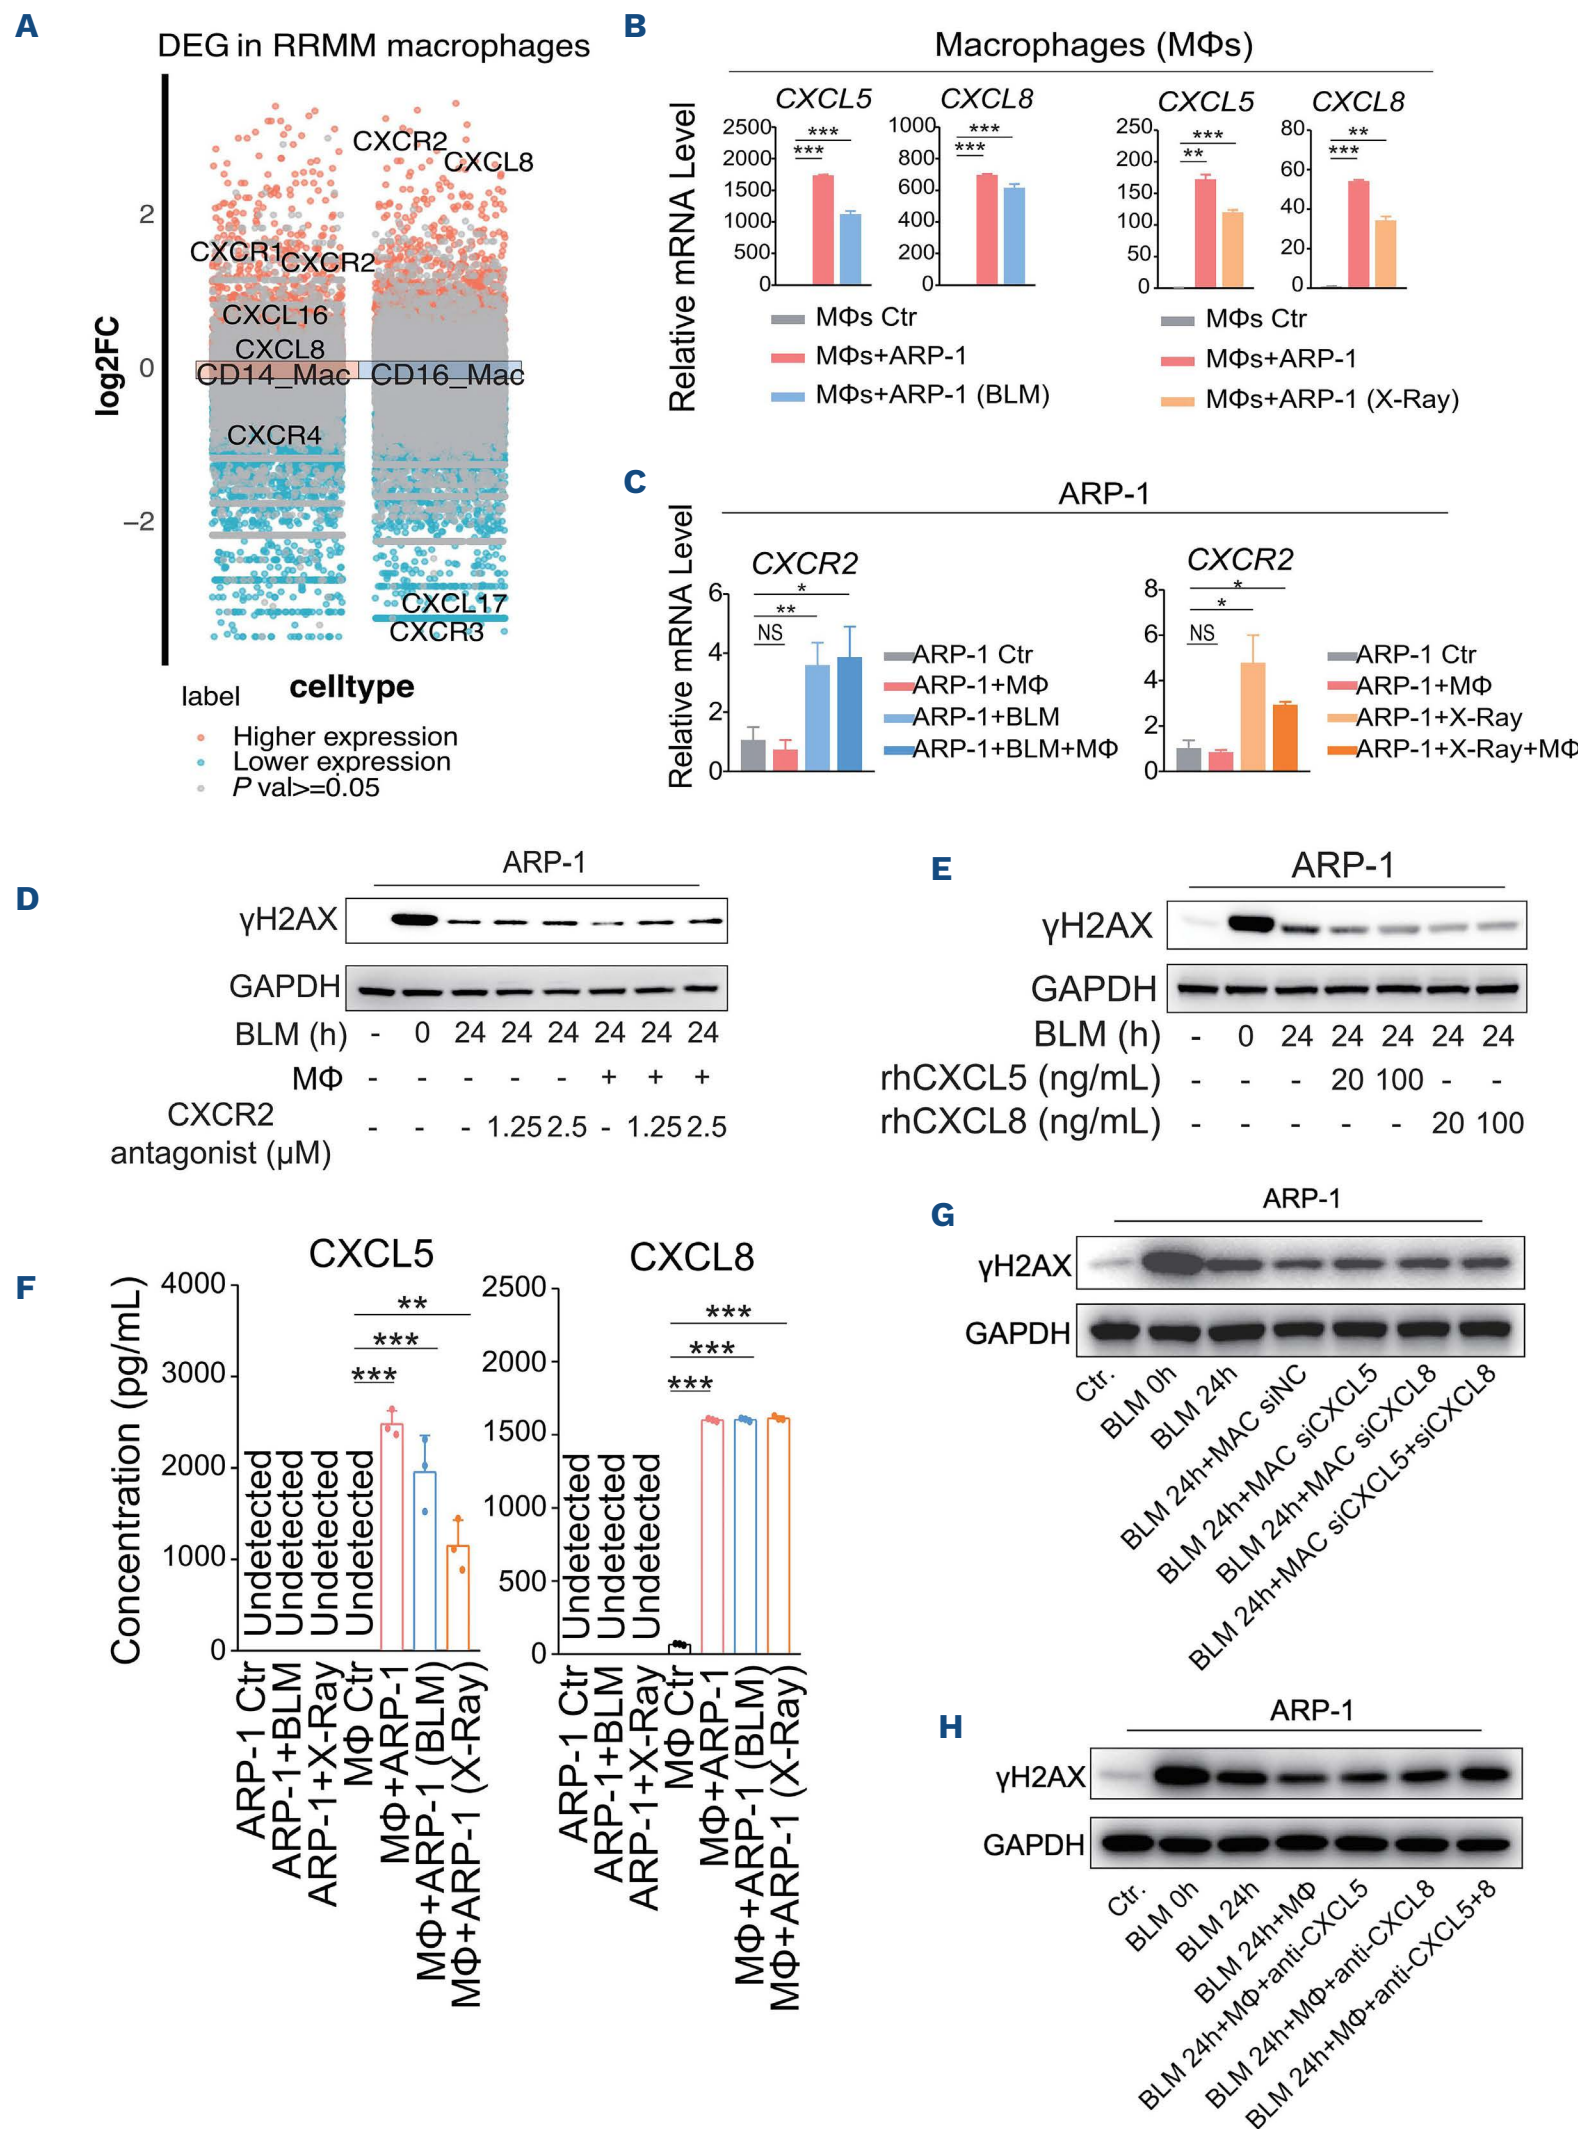 A
DEG in RRMM macrophages
log2FC
2
0
−2
CXCR2
CXCL8
CXCR1
CXCR2
CXCL16
CXCL8
CD14_Mac
CD16_Mac
CXCR4
CXCL17
CXCR3
celltype
label
Higher expression
Lower expression
P val>=0.05
B
Macrophages (MΦs)
Relative mRNA Level
CXCL5
2500
2000
1500
1000
500
0
***
***
CXCL8
1000
800
600
400
200
0
***
***
MΦs Ctr
MΦs+ARP-1
MΦs+ARP-1 (BLM)
CXCL5
250
200
150
100
50
0
***
**
CXCL8
80
60
40
20
0
**
***
MΦs Ctr
MΦs+ARP-1
MΦs+ARP-1 (X-Ray)
C
ARP-1
Relative mRNA Level
CXCR2
6
4
2
0
*
**
NS
ARP-1 Ctr
ARP-1+MΦ
ARP-1+BLM
ARP-1+BLM+MΦ
CXCR2
8
6
4
2
0
*
*
NS
ARP-1 Ctr
ARP-1+MΦ
ARP-1+X-Ray
ARP-1+X-Ray+MΦ
D
ARP-1
γH2AX
GAPDH
BLM (h) - 0 24 24 24 24 24 24
MΦ - - - - - + + +
CXCR2
antagonist (μM) - - - 1.25 2.5 - 1.25 2.5
E
ARP-1
γH2AX
GAPDH
BLM (h) - 0 24 24 24 24 24
rhCXCL5 (ng/mL) - - - 20 100 - -
rhCXCL8 (ng/mL) - - - - - 20 100
F
Concentration (pg/mL)
CXCL5
4000
3000
2000
1000
0
**
***
***
Undetected
Undetected
Undetected
Undetected
ARP-1 Ctr
ARP-1+BLM
ARP-1+X-Ray
MΦ Ctr
MΦ+ARP-1
MΦ+ARP-1 (BLM)
MΦ+ARP-1 (X-Ray)
CXCL8
2500
2000
1500
1000
500
0
***
***
***
Undetected
Undetected
Undetected
ARP-1 Ctr
ARP-1+BLM
ARP-1+X-Ray
MΦ Ctr
MΦ+ARP-1
MΦ+ARP-1 (BLM)
MΦ+ARP-1 (X-Ray)
G
ARP-1
γH2AX
GAPDH
Ctr.
BLM 0h
BLM 24h
BLM 24h+MAC siNC
BLM 24h+MAC siCXCL5
BLM 24h+MAC siCXCL8
BLM 24h+MAC siCXCL5+siCXCL8
H
ARP-1
γH2AX
GAPDH
Ctr.
BLM 0h
BLM 24h
BLM 24h+MΦ
BLM 24h+MΦ+anti-CXCL5
BLM 24h+MΦ+anti-CXCL8
BLM 24h+MΦ+anti-CXCL5+8